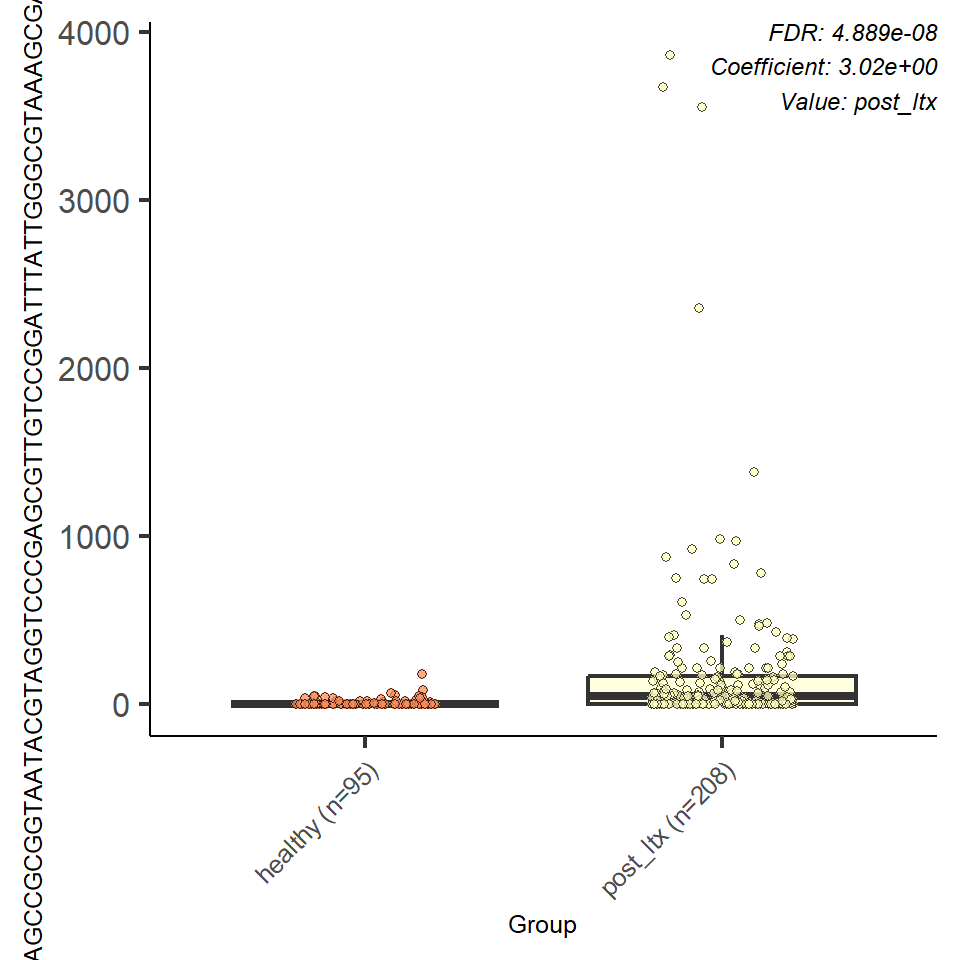 FDR: 4.889e-08
Coefficient: 3.02e+00
Value: post_ltx
4000
3000
2000
1000
0
AGCCGCGGTAATACGTAGGTCCCGAGCGTTGTCCGGATTTATTGGGCGTAAAGCGA
healthy (n=95)
post_ltx (n=208)
Group